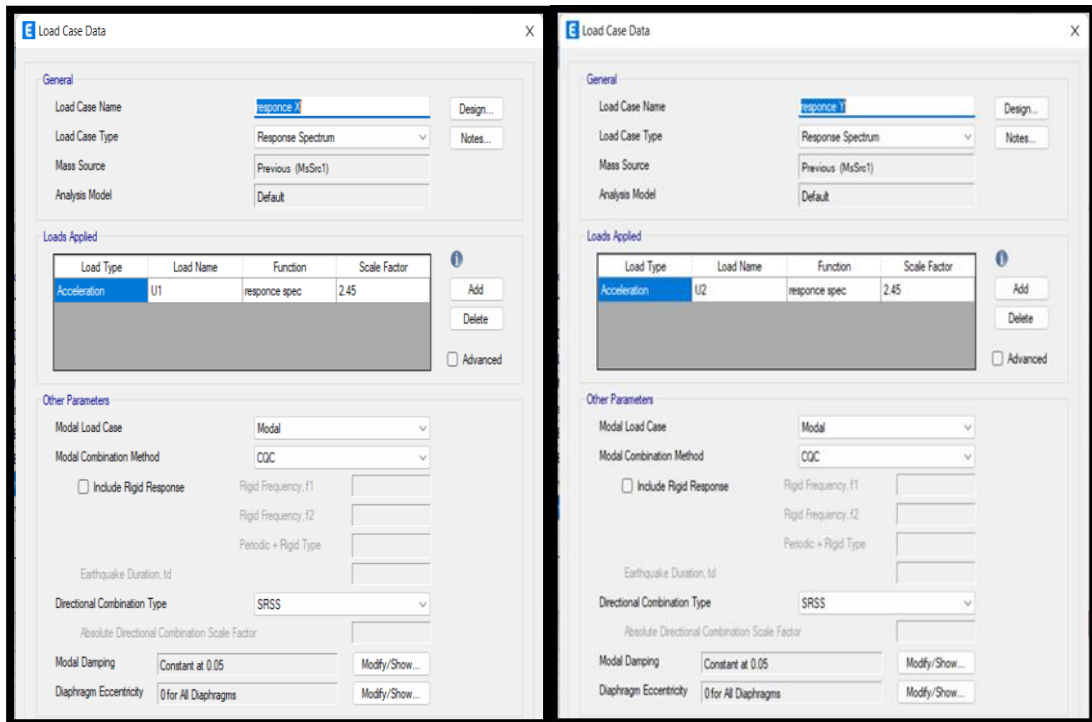 E Load Case Data X
General
Load Case Name responce X Design...
Load Case Type Response Spectrum Notes...
Mass Source Previous (MsSrc1)
Analysis Model Default
Loads Applied
Load Type Load Name Function Scale Factor
Acceleration U1 responce spec 2.45 Add
Delete
Advanced
Other Parameters
Modal Load Case Modal
Modal Combination Method CQC
Include Rigid Response Rigid Frequency, f1
Rigid Frequency, f2
Periodic + Rigid Type
Earthquake Duration, td
Directional Combination Type SRSS
Absolute Directional Combination Scale Factor
Modal Damping Constant at 0.05 Modify/Show...
Diaphragm Eccentricity 0 for All Diaphragms Modify/Show...
E Load Case Data X
General
Load Case Name responce Y Design...
Load Case Type Response Spectrum Notes...
Mass Source Previous (MsSrc1)
Analysis Model Default
Loads Applied
Load Type Load Name Function Scale Factor
Acceleration U2 responce spec 2.45 Add
Delete
Advanced
Other Parameters
Modal Load Case Modal
Modal Combination Method CQC
Include Rigid Response Rigid Frequency, f1
Rigid Frequency, f2
Periodic + Rigid Type
Earthquake Duration, td
Directional Combination Type SRSS
Absolute Directional Combination Scale Factor
Modal Damping Constant at 0.05 Modify/Show...
Diaphragm Eccentricity 0 for All Diaphragms Modify/Show...